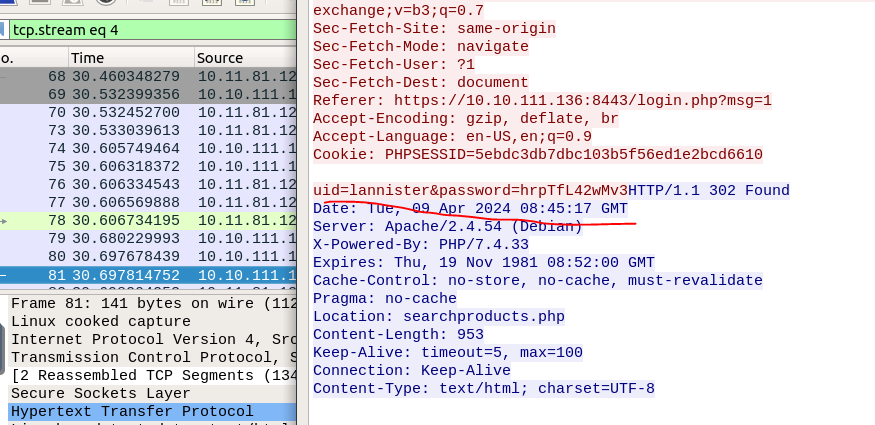 tcp.stream eq 4
o. Time Source
68 30.460348279 10.11.81.12
69 30.532399356 10.10.111.1
70 30.532452700 10.11.81.12
73 30.533039613 10.11.81.12
74 30.605749464 10.10.111.1
75 30.606318372 10.10.111.1
76 30.606334543 10.11.81.12
77 30.606569888 10.10.111.1
78 30.606734195 10.11.81.12
79 30.680229993 10.10.111.1
80 30.697678439 10.10.111.1
81 30.697814752 10.10.111.1
Frame 81: 141 bytes on wire (112
Linux cooked capture
Internet Protocol Version 4, Src
Transmission Control Protocol, S
[2 Reassembled TCP Segments (134
Secure Sockets Layer
Hypertext Transfer Protocol
exchange;v=b3;q=0.7
Sec-Fetch-Site: same-origin
Sec-Fetch-Mode: navigate
Sec-Fetch-User: ?1
Sec-Fetch-Dest: document
Referer: https://10.10.111.136:8443/login.php?msg=1
Accept-Encoding: gzip, deflate, br
Accept-Language: en-US,en;q=0.9
Cookie: PHPSESSID=5ebdc3db7dbc103b5f56ed1e2bcd6610
uid=lannister&password=hrpTfL42wMv3HTTP/1.1 302 Found
Date: Tue, 09 Apr 2024 08:45:17 GMT
Server: Apache/2.4.54 (Debian)
X-Powered-By: PHP/7.4.33
Expires: Thu, 19 Nov 1981 08:52:00 GMT
Cache-Control: no-store, no-cache, must-revalidate
Pragma: no-cache
Location: searchproducts.php
Content-Length: 953
Keep-Alive: timeout=5, max=100
Connection: Keep-Alive
Content-Type: text/html; charset=UTF-8